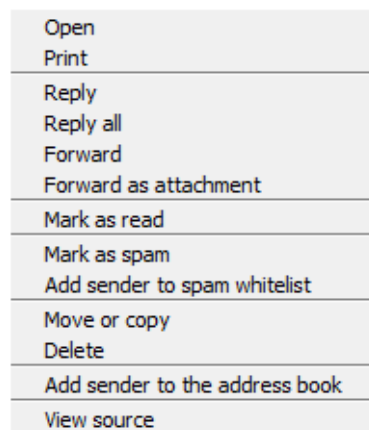 Open
Print
Reply
Reply all
Forward
Forward as attachment
Mark as read
Mark as spam
Add sender to spam whitelist
Move or copy
Delete
Add sender to the address book
View source